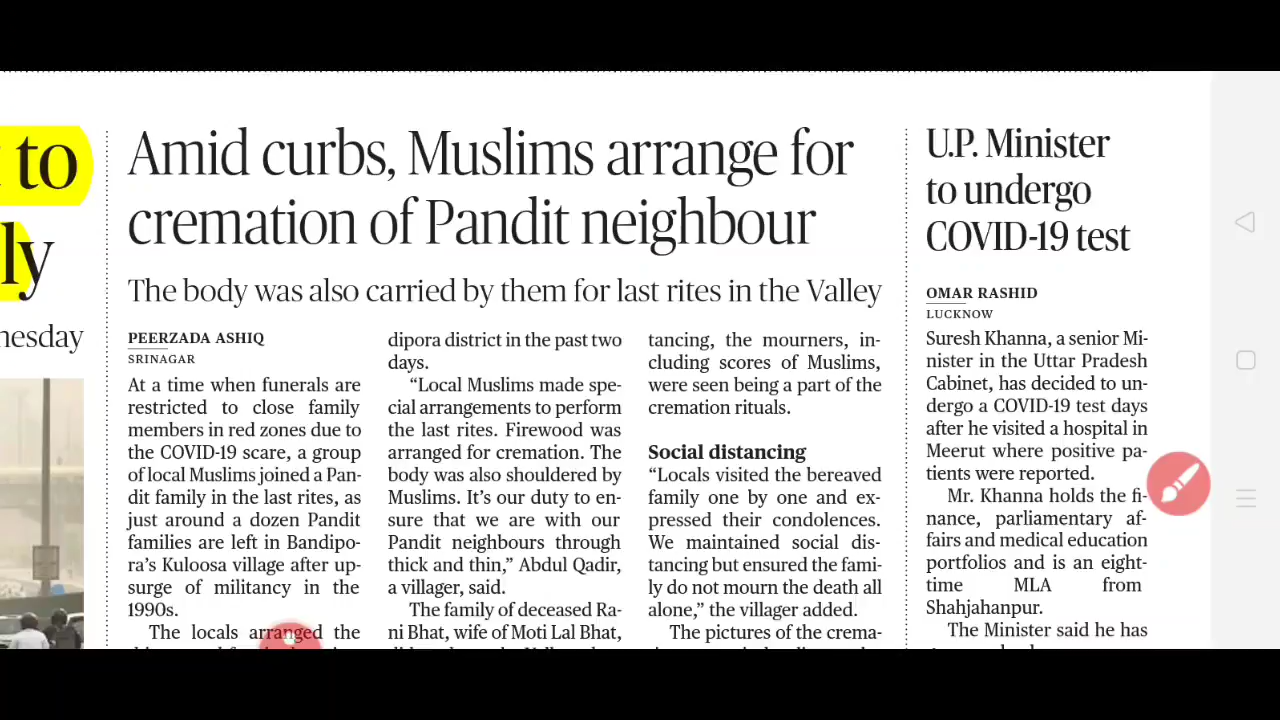 to
ly
nesday
Amid curbs, Muslims arrange for
cremation of Pandit neighbour
The body was also carried by them for last rites in the Valley
PEERZADA ASHIQ
SRINAGAR
At a time when funerals are
restricted to close family
members in red zones due to
the COVID-19 scare, a group
of local Muslims joined a Pan-
dit family in the last rites, as
just around a dozen Pandit
families are left in Bandipo-
ra's Kuloosa village after up-
surge of militancy in the
1990s.
The locals arranged the
dipora district in the past two
days.
“Local Muslims made spe-
cial arrangements to perform
the last rites. Firewood was
arranged for cremation. The
body was also shouldered by
Muslims. It's our duty to en-
sure that we are with our
Pandit neighbours through
thick and thin,” Abdul Qadir,
a villager, said.
The family of deceased Ra-
ni Bhat, wife of Moti Lal Bhat,
tancing, the mourners, in-
cluding scores of Muslims,
were seen being a part of the
cremation rituals.
Social distancing
“Locals visited the bereaved
family one by one and ex-
pressed their condolences.
We maintained social dis-
tancing but ensured the fami-
ly do not mourn the death all
alone,” the villager added.
The pictures of the crema-
U.P. Minister
to undergo
COVID-19 test
OMAR RASHID
LUCKNOW
Suresh Khanna, a senior Mi-
nister in the Uttar Pradesh
Cabinet, has decided to un-
dergo a COVID-19 test days
after he visited a hospital in
Meerut where positive pa-
tients were reported.
Mr. Khanna holds the fi-
nance, parliamentary af-
fairs and medical education
portfolios and is an eight-
time MLA from
Shahjahanpur.
The Minister said he has